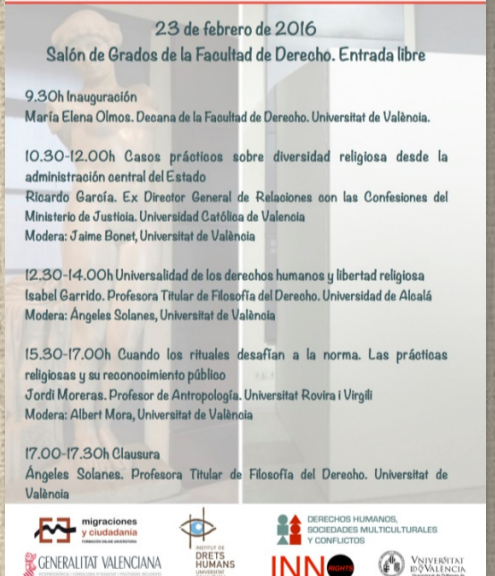 23 de febrero de 2016
Salón de Grados de la Facultad de Derecho. Entrada libre
9.30h Inauguración
María Elena Olmos. Decana de la Facultad de Derecho. Universitat de València.
10.30-12.00h Casos prácticos sobre diversidad religiosa desde la
administración central del Estado
Ricardo García. Ex Director General de Relaciones con las Confesiones del
Ministerio de Justicia. Universidad Católica de Valencia
Modera: Jaime Bonet, Universitat de València
12.30-14.00h Universalidad de los derechos humanos y libertad religiosa
Isabel Garrido. Profesora Titular de Filosofía del Derecho. Universidad de Alcalá
Modera: Ángeles Solanes, Universitat de València
15.30-17.00h Cuando los rituales desafían a la norma. Las prácticas
religiosas y su reconocimiento público
Jordi Moreras. Profesor de Antropología. Universitat Rovira i Virgili
Modera: Albert Mora, Universitat de València
17.00-17.30h Clausura
Ángeles Solanes. Profesora Titular de Filosofía del Derecho. Universitat de
València
migraciones
y ciudadanía
INSTITUT DE
DRETS
HUMANS
UNIVERSITAT
DERECHOS HUMANOS,
SOCIEDADES MULTICULTURALES
Y CONFLICTOS
GENERALITAT VALENCIANA
INNO
RIGHTS
VNIVERSITAT
ID VALÈNCIA